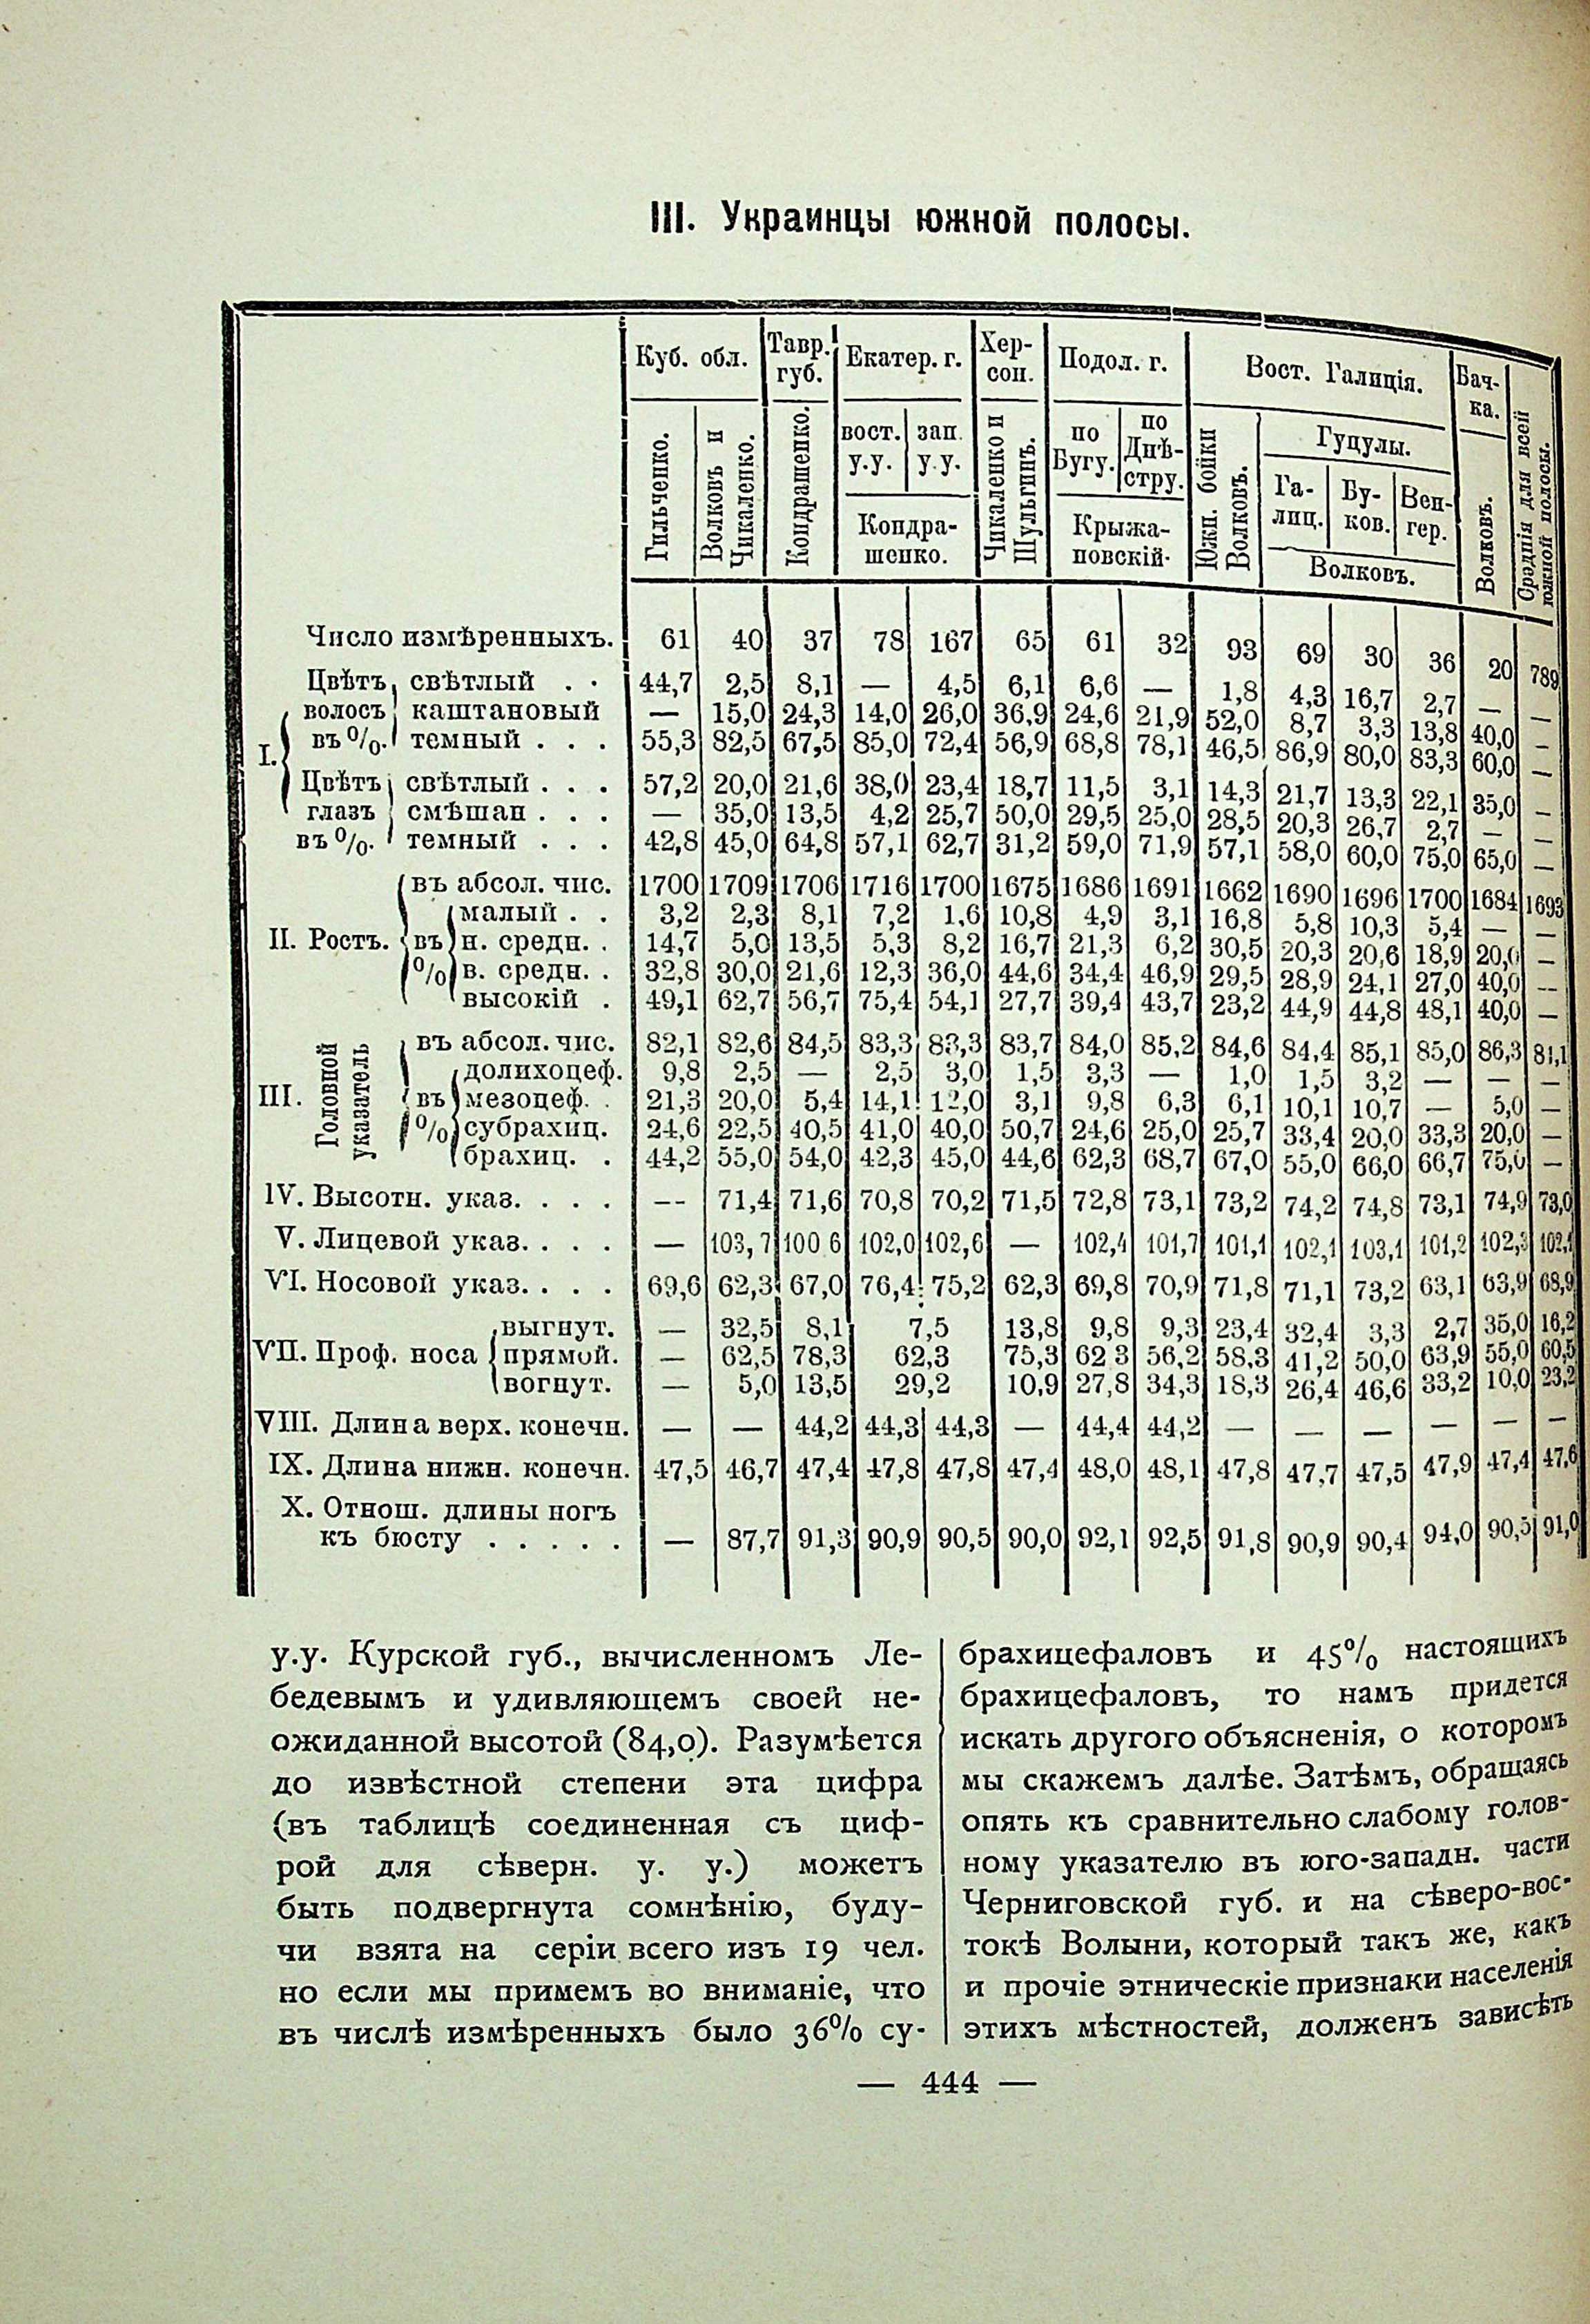 III. Украинцы южной полосы.
Куб. обл. Тавр. губ. Екатер. г. Херсон. Подол. г. Вост. Галиція. Бачка. Среднія для всей южной полосы.
Гильченко. Волковъ и Чикаленко. Кондрашенко. вост. у.у. зап. у.у. Чикаленко и Шульгинъ. по Бугу. по Днѣстру. Южн. бойки Волковъ. Гуцулы. Волковъ.
Кондрашенко. Крыжановскій. Галиц. Буков. Венгер. Волковъ.
Число измѣренныхъ. 61 40 37 78 167 65 61 32 93 69 30 36 20 789
I. Цвѣтъ волосъ въ %. свѣтлый . . 44,7 2,5 8,1 — 4,5 6,1 6,6 — 1,8 4,3 16,7 2,7 — —
каштановый — 15,0 24,3 14,0 26,0 36,9 24,6 21,9 52,0 8,7 3,3 13,8 40,0 —
темный . . . 55,3 82,5 67,5 85,0 72,4 56,9 68,8 78,1 46,5 86,9 80,0 83,3 60,0 —
Цвѣтъ глазъ въ %. свѣтлый . . . 57,2 20,0 21,6 38,0 23,4 18,7 11,5 3,1 14,3 21,7 13,3 22,1 35,0 —
смѣшан . . . — 35,0 13,5 4,2 25,7 50,0 29,5 25,0 28,5 20,3 26,7 2,7 — —
темный . . . 42,8 45,0 64,8 57,1 62,7 31,2 59,0 71,9 57,1 58,0 60,0 75,0 65,0 —
II. Ростъ. въ абсол. чис. 1700 1709 1706 1716 1700 1675 1686 1691 1662 1690 1696 1700 1684 1693
въ % малый . . 3,2 2,3 8,1 7,2 1,6 10,8 4,9 3,1 16,8 5,8 10,3 5,4 — —
н. средн. . 14,7 5,0 13,5 5,3 8,2 16,7 21,3 6,2 30,5 20,3 20,6 18,9 20,0 —
в. средн. . 32,8 30,0 21,6 12,3 36,0 44,6 34,4 46,9 29,5 28,9 24,1 27,0 40,0 —
высокій . 49,1 62,7 56,7 75,4 54,1 27,7 39,4 43,7 23,2 44,9 44,8 48,1 40,0 —
III. Головной указатель въ абсол. чис. 82,1 82,6 84,5 83,3 83,3 83,7 84,0 85,2 84,6 84,4 85,1 85,0 86,3 81,1
въ % долихоцеф. 9,8 2,5 — 2,5 3,0 1,5 3,3 — 1,0 1,5 3,2 — — —
мезоцеф. . 21,3 20,0 5,4 14,1 12,0 3,1 9,8 6,3 6,1 10,1 10,7 — 5,0 —
субрахиц. 24,6 22,5 40,5 41,0 40,0 50,7 24,6 25,0 25,7 33,4 20,0 33,3 20,0 —
брахиц. . 44,2 55,0 54,0 42,3 45,0 44,6 62,3 68,7 67,0 55,0 66,0 66,7 75,0 —
IV. Высотн. указ. . . . -- 71,4 71,6 70,8 70,2 71,5 72,8 73,1 73,2 74,2 74,8 73,1 74,9 73,0
V. Лицевой указ. . . . — 103,7 100 6 102,0 102,6 — 102,4 101,7 101,1 102,1 103,1 101,2 102,3 102,1
VI. Носовой указ. . . . 69,6 62,3 67,0 76,4 75,2 62,3 69,8 70,9 71,8 71,1 73,2 63,1 63,9 68,9
VII. Проф. носа выгнут. — 32,5 8,1 7,5 13,8 9,8 9,3 23,4 32,4 3,3 2,7 35,0 16,2
прямой. — 62,5 78,3 62,3 75,3 62 3 56,2 58,3 41,2 50,0 63,9 55,0 60,5
вогнут. — 5,0 13,5 29,2 10,9 27,8 34,3 18,3 26,4 46,6 33,2 10,0 23,2
VIII. Длина верх. конечн. — — 44,2 44,3 44,3 — 44,4 44,2 — — — — — —
IX. Длина нижн. конечн. 47,5 46,7 47,4 47,8 47,8 47,4 48,0 48,1 47,8 47,7 47,5 47,9 47,4 47,6
X. Отнош. длины ногъ
къ бюсту . . . . . — 87,7 91,3 90,9 90,5 90,0 92,1 92,5 91,8 90,9 90,4 94,0 90,5 91,0
у.у. Курской губ., вычисленномъ Ле-
бедевымъ и удивляющемъ своей не-
ожиданной высотой (84,0). Разумѣется
до извѣстной степени эта цифра
(въ таблицѣ соединенная съ циф-
рой для сѣверн. у. у.) можетъ
быть подвергнута сомнѣнію, буду-
чи взята на серіи всего изъ 19 чел.
но если мы примемъ во вниманіе, что
въ числѣ измѣренныхъ было 36% су-
брахицефаловъ и 45% настоящихъ
брахицефаловъ, то намъ придется
искать другого объясненія, о которомъ
мы скажемъ далѣе. Затѣмъ, обращаясь
опять къ сравнительно слабому голов-
ному указателю въ юго-западн. части
Черниговской губ. и на сѣверо-вос-
токѣ Волыни, который такъ же, какъ
и прочіе этническіе признаки населенія
этихъ мѣстностей, долженъ зависѣть
— 444 —